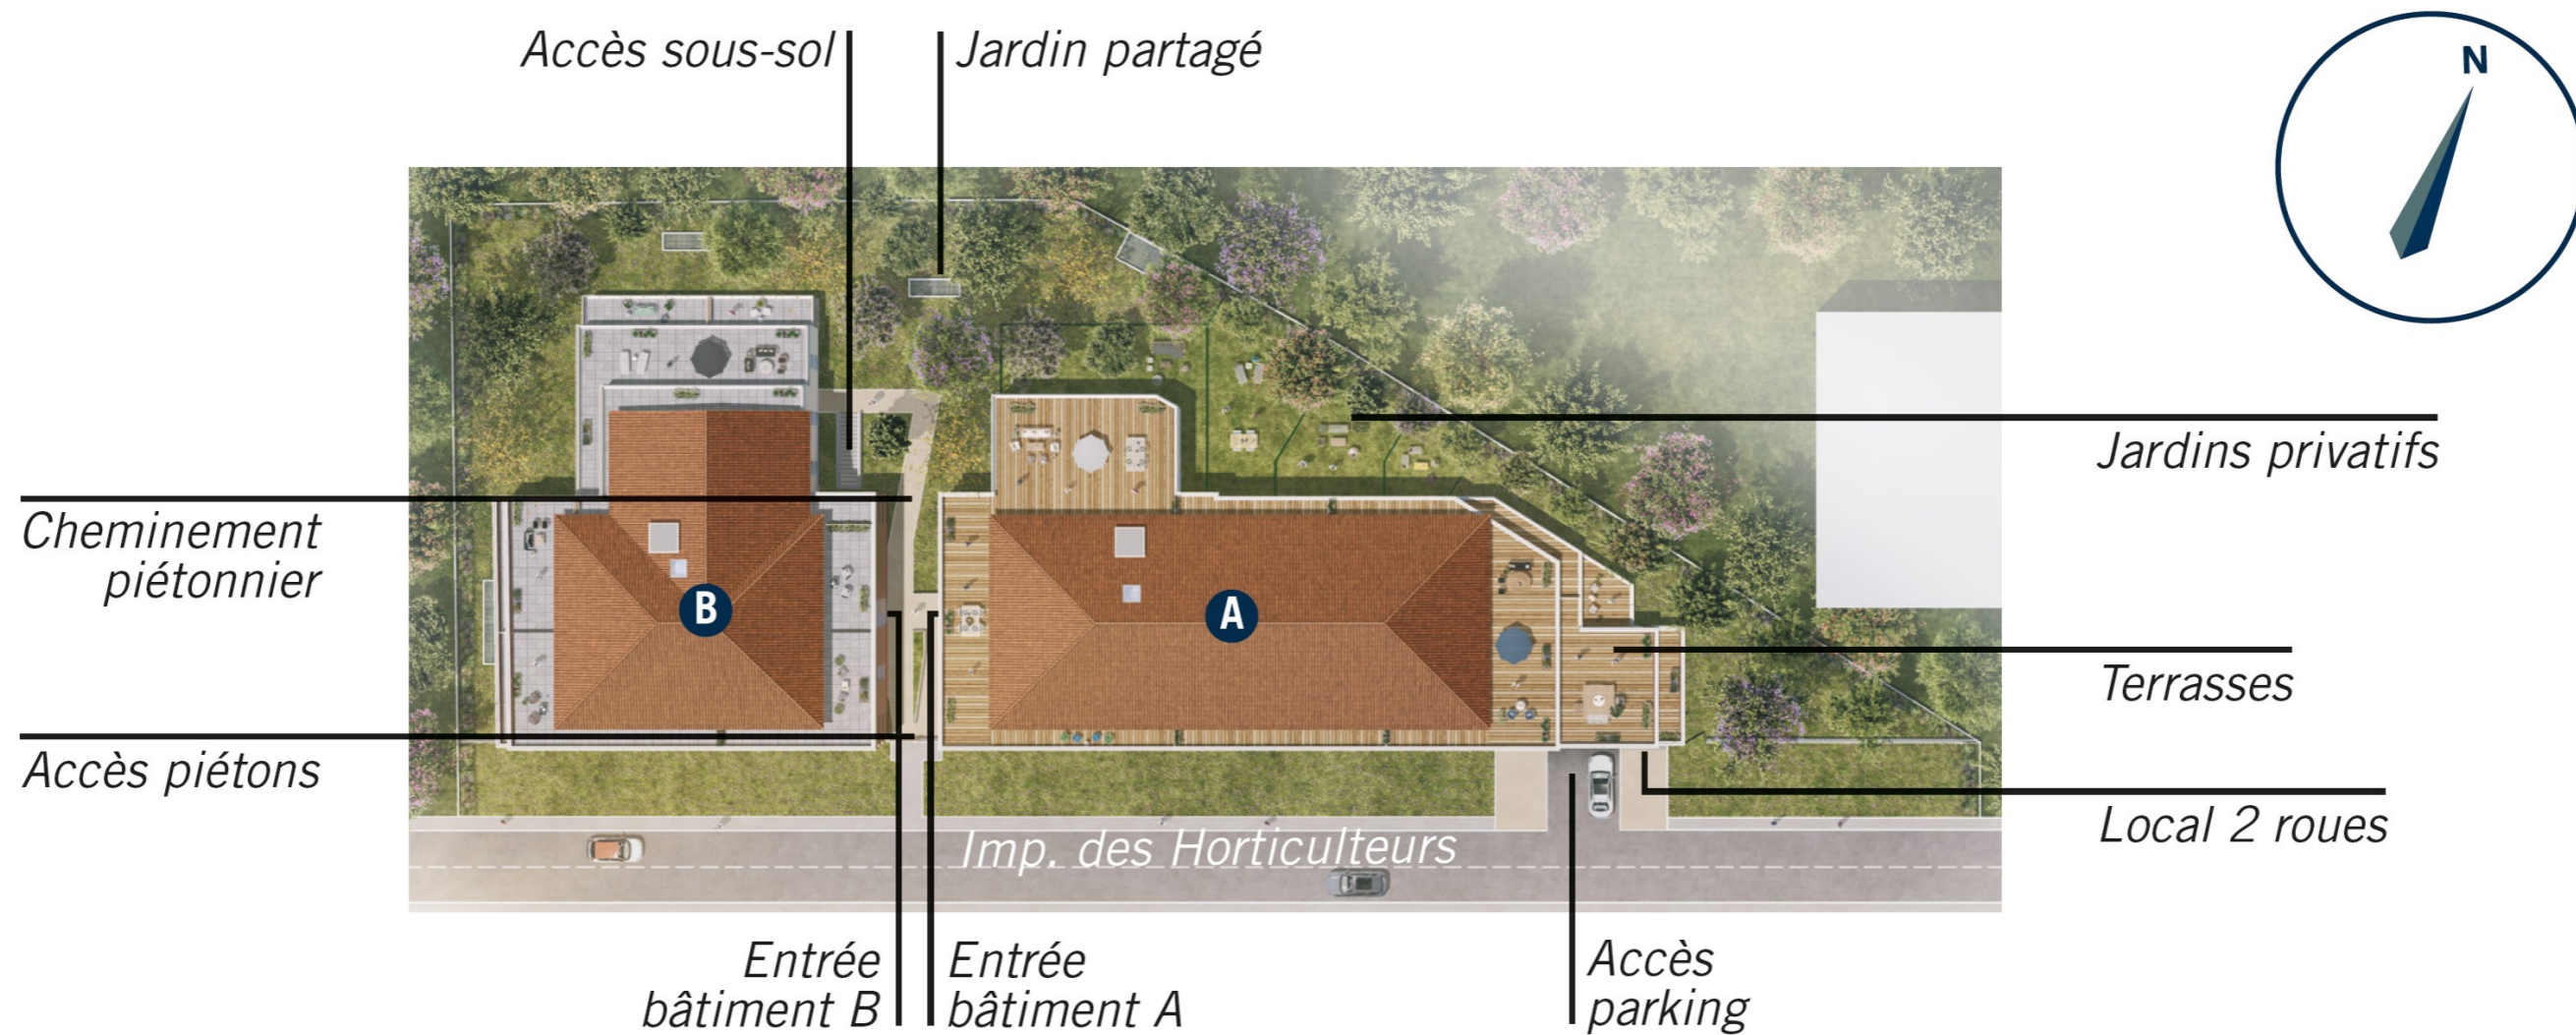 Accès sous-sol
Jardin partagé
N
Jardins privatifs
Cheminement
piétonnier
B
A
Terrasses
Accès piétons
Local 2 roues
Imp. des Horticulteurs
Entrée
bâtiment B
Entrée
bâtiment A
Accès
parking